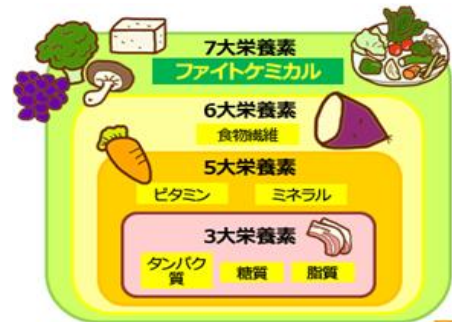 7大栄養素
ファイトケミカル
6大栄養素
食物繊維
5大栄養素
ビタミン ミネラル
3大栄養素
タンパク
質
糖質 脂質